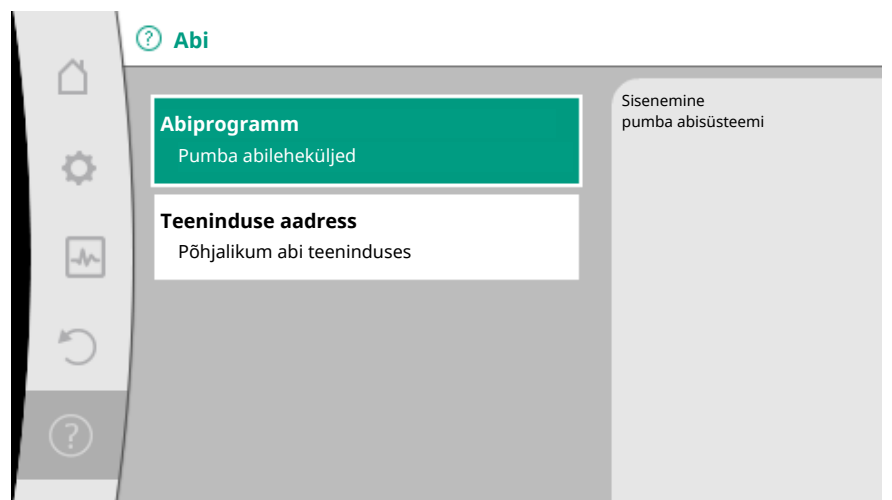 Abi
Abiprogramm
Pumba abileheküljed
Teeninduse aadress
Põhjalikum abi teeninduses
Sisenemine
pumba abisüsteemi